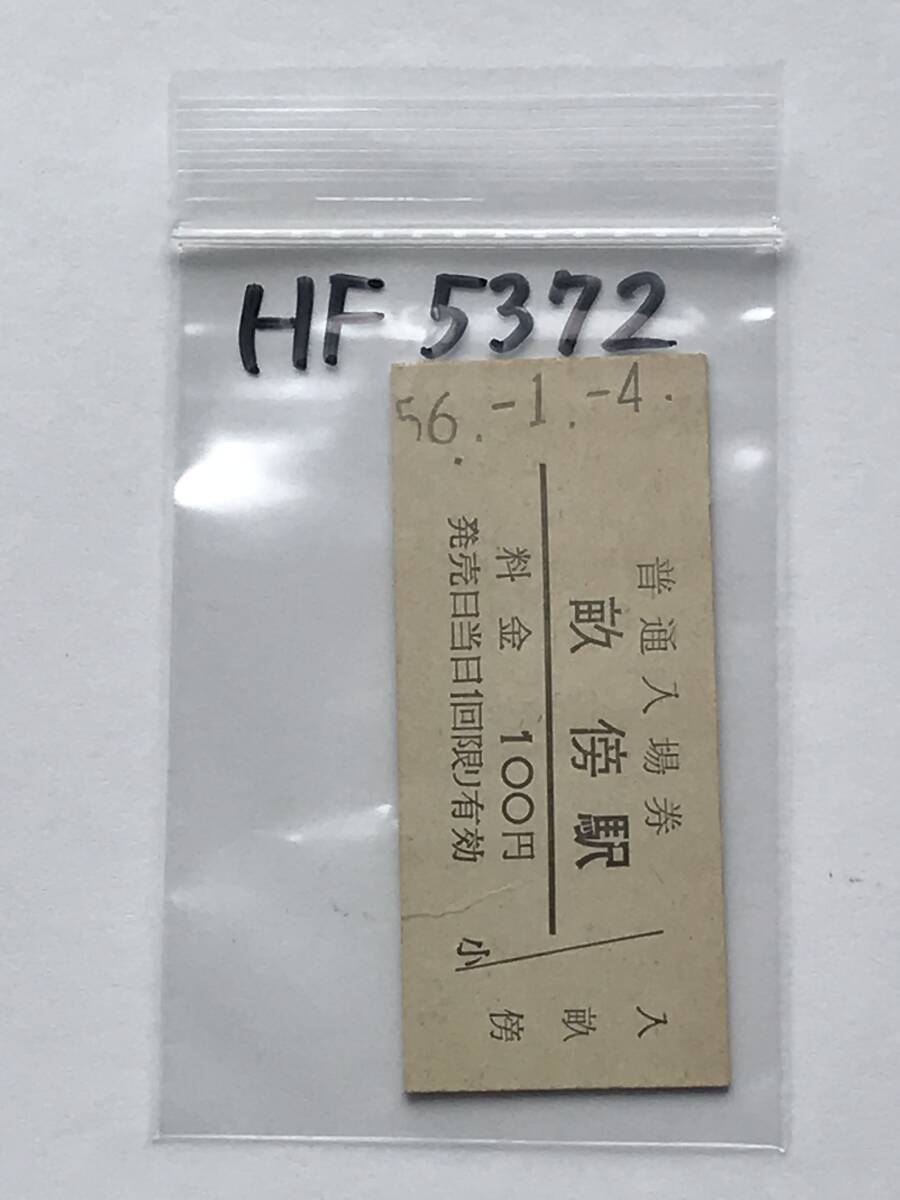 HF 5372
56.-1.-4.
普通入場券
畝傍駅
料金 100円
発売日当日1回限り有効
小
入
畝
傍